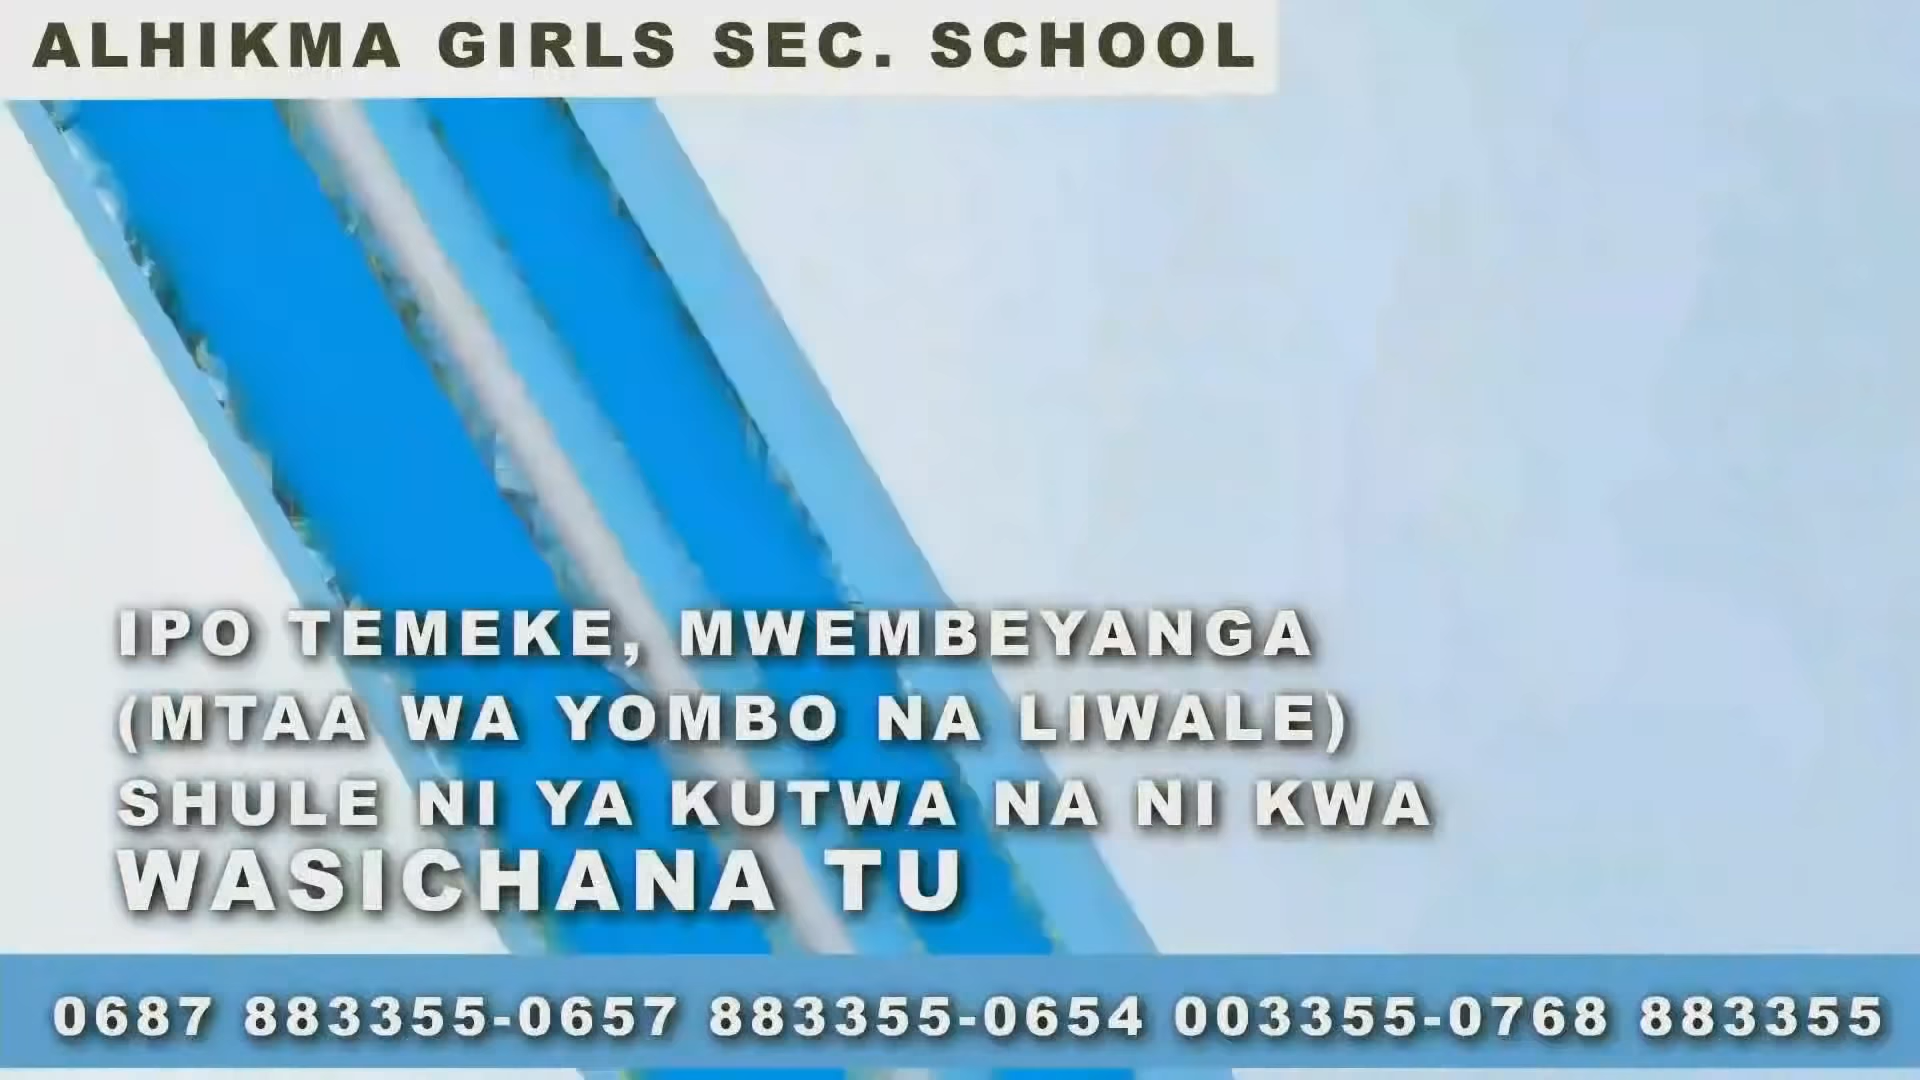 ALHIKMA GIRLS SEC. SCHOOL
IPO TEMEKE, MWEMBEYANGA
(MTAA WA YOMBO NA LIWALE)
SHULE NI YA KUTWA NA NI KWA
WASICHANA TU
0687 883355-0657 883355-0654 003355-0768 883355